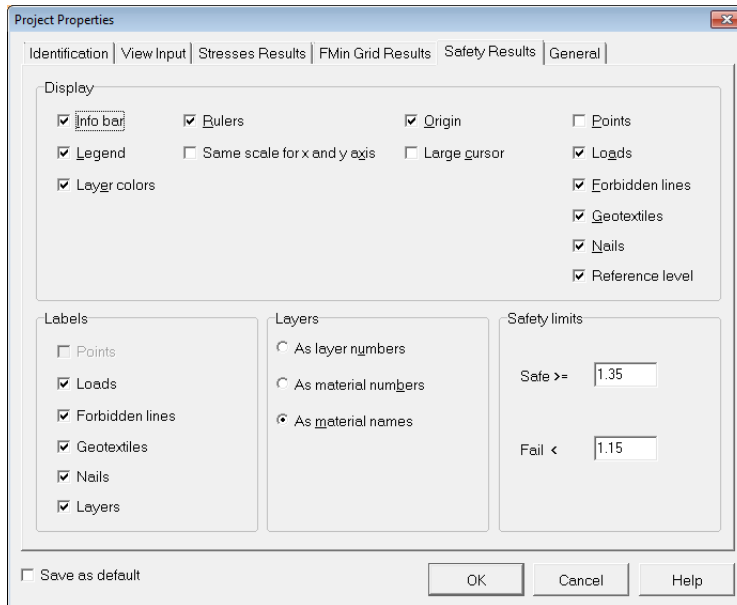 Project Properties
Identification View Input Stresses Results FMin Grid Results Safety Results General
Display
Info bar Rulers Origin Points
Legend Same scale for x and y axis Large cursor Loads
Layer colors Forbidden lines
Geotextiles
Nails
Reference level
Labels
Points
Loads
Forbidden lines
Geotextiles
Nails
Layers
Layers
As layer numbers
As material numbers
As material names
Safety limits
Safe >= 1.35
Fail < 1.15
Save as default
OK Cancel Help